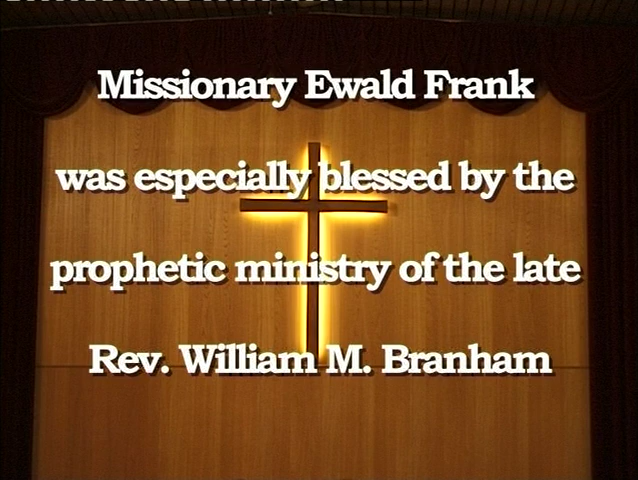 Missionary Ewald Frank
was especially blessed by the
prophetic ministry of the late
Rev. William M. Branham